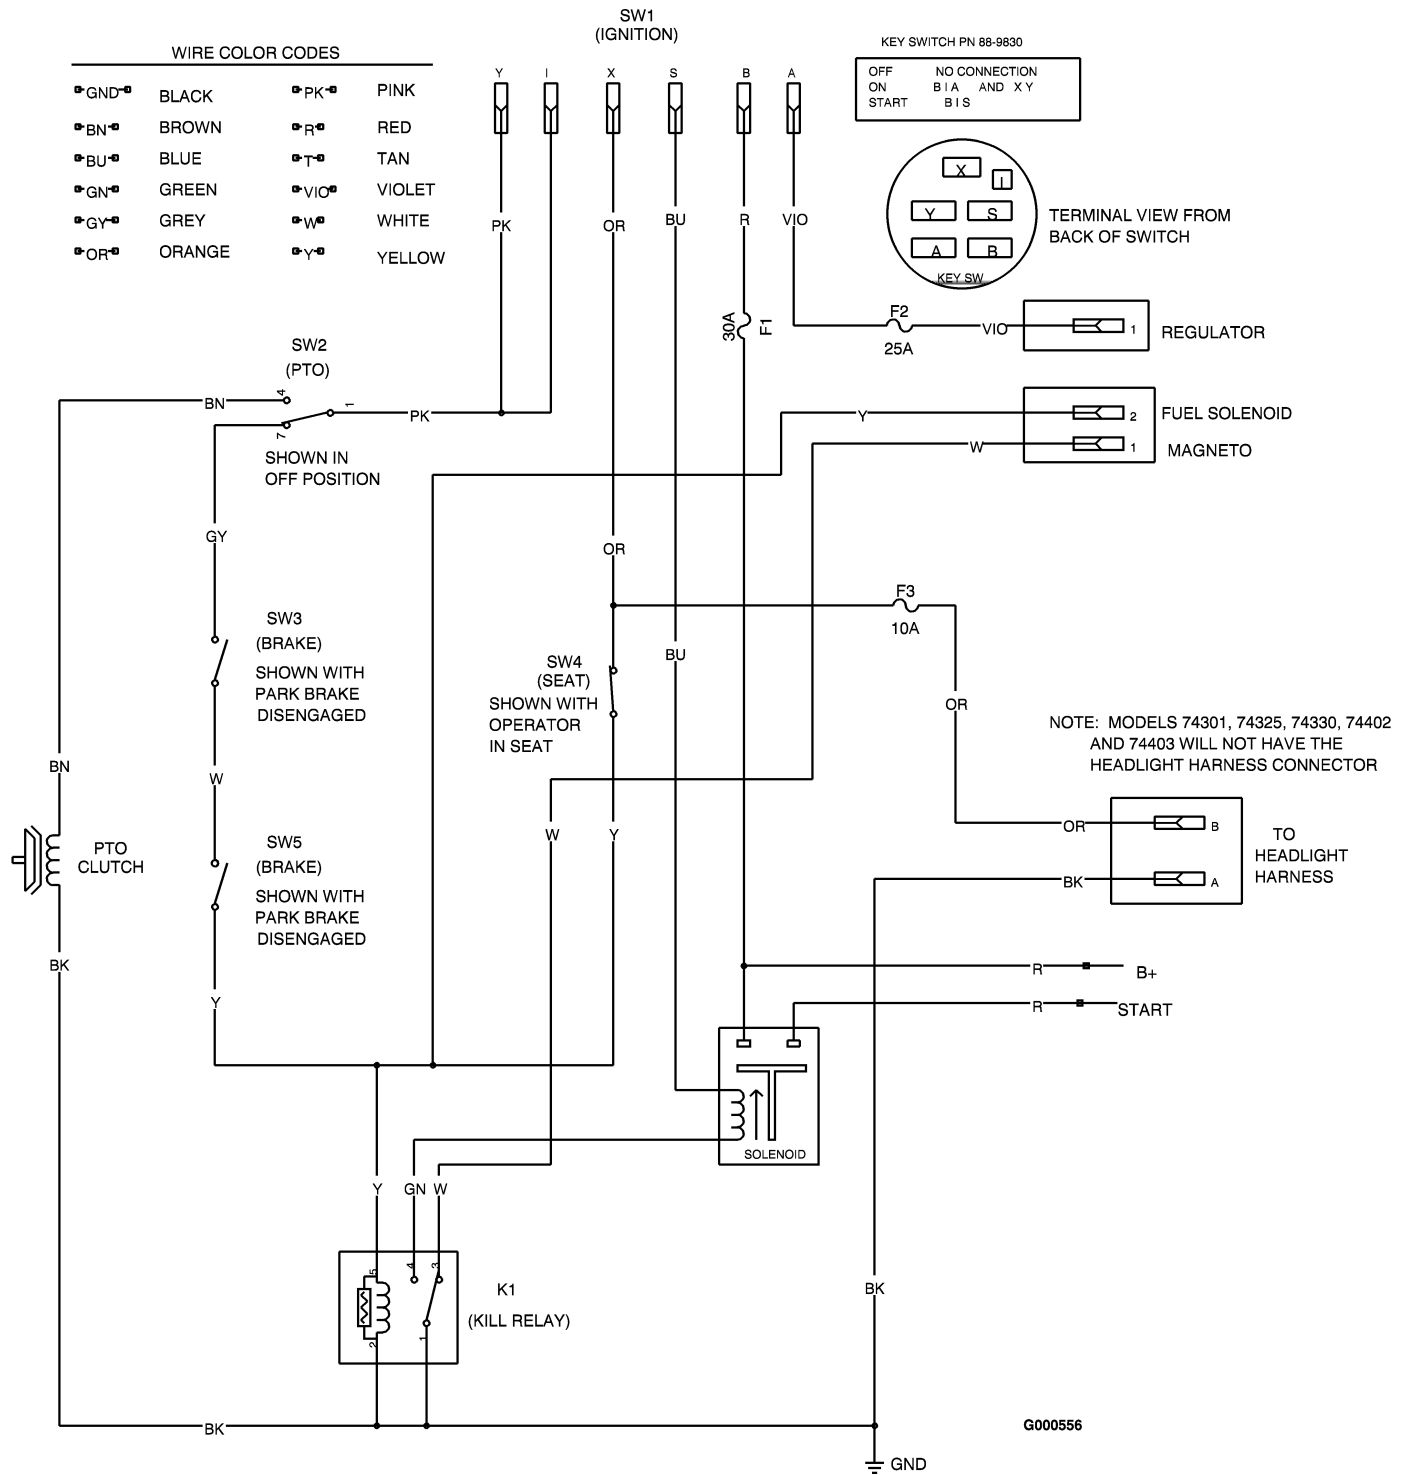 SW1
(IGNITION)
WIRE COLOR CODES
GND BLACK
BN BROWN
BU BLUE
GN GREEN
GY GREY
OR ORANGE
PK PINK
R RED
T TAN
VIO VIOLET
W WHITE
Y YELLOW
Y I X S B A
KEY SWITCH PN 88-9830
OFF NO CONNECTION
ON B I A AND X Y
START B I S
X
I
Y S
A B
KEY SW
TERMINAL VIEW FROM
BACK OF SWITCH
PK OR BU R VIO
30A
F1
F2
25A
VIO
1
REGULATOR
SW2
(PTO)
BN
4
1
7
PK
SHOWN IN
OFF POSITION
Y
2
FUEL SOLENOID
W
1
MAGNETO
GY
OR
F3
10A
SW3
(BRAKE)
SHOWN WITH
PARK BRAKE
DISENGAGED
SW4
(SEAT)
SHOWN WITH
OPERATOR
IN SEAT
BU
OR
NOTE: MODELS 74301, 74325, 74330, 74402
AND 74403 WILL NOT HAVE THE
HEADLIGHT HARNESS CONNECTOR
BN
W
W
Y
OR
B
BK
A
TO
HEADLIGHT
HARNESS
PTO
CLUTCH
SW5
(BRAKE)
SHOWN WITH
PARK BRAKE
DISENGAGED
BK
Y
R
B+
R
START
SOLENOID
Y GN W
5
4
3
2
1
K1
(KILL RELAY)
BK
BK
G000556
GND